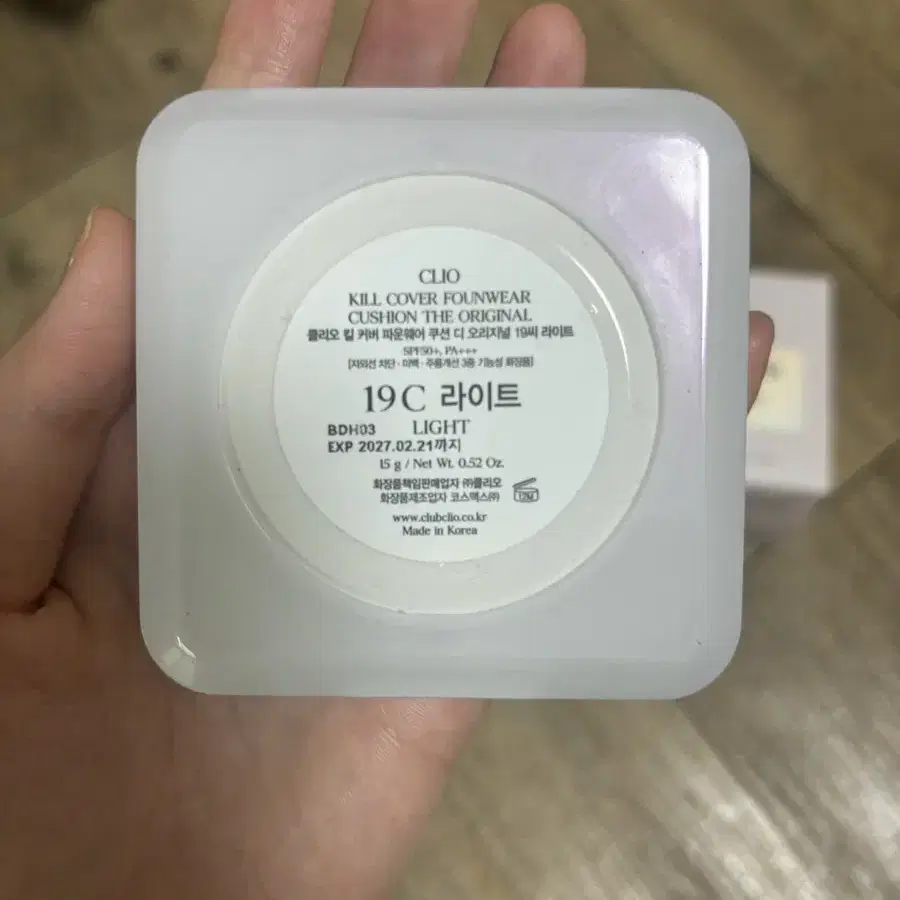 CLIO
KILL COVER FOUNWEAR
CUSHION THE ORIGINAL
클리오 킬 커버 파운웨어 쿠션 디 오리지널 19씨 라이트
SPF50+, PA+++
[자외선 차단 · 미백 · 주름개선 3중 기능성 화장품]
19 C 라이트
BDH03 LIGHT
EXP 2027.02.21까지
15 g / Net Wt. 0.52 Oz.
화장품책임판매업자 ㈜클리오
화장품제조업자 코스맥스㈜
12M
www.clubclio.co.kr
Made in Korea